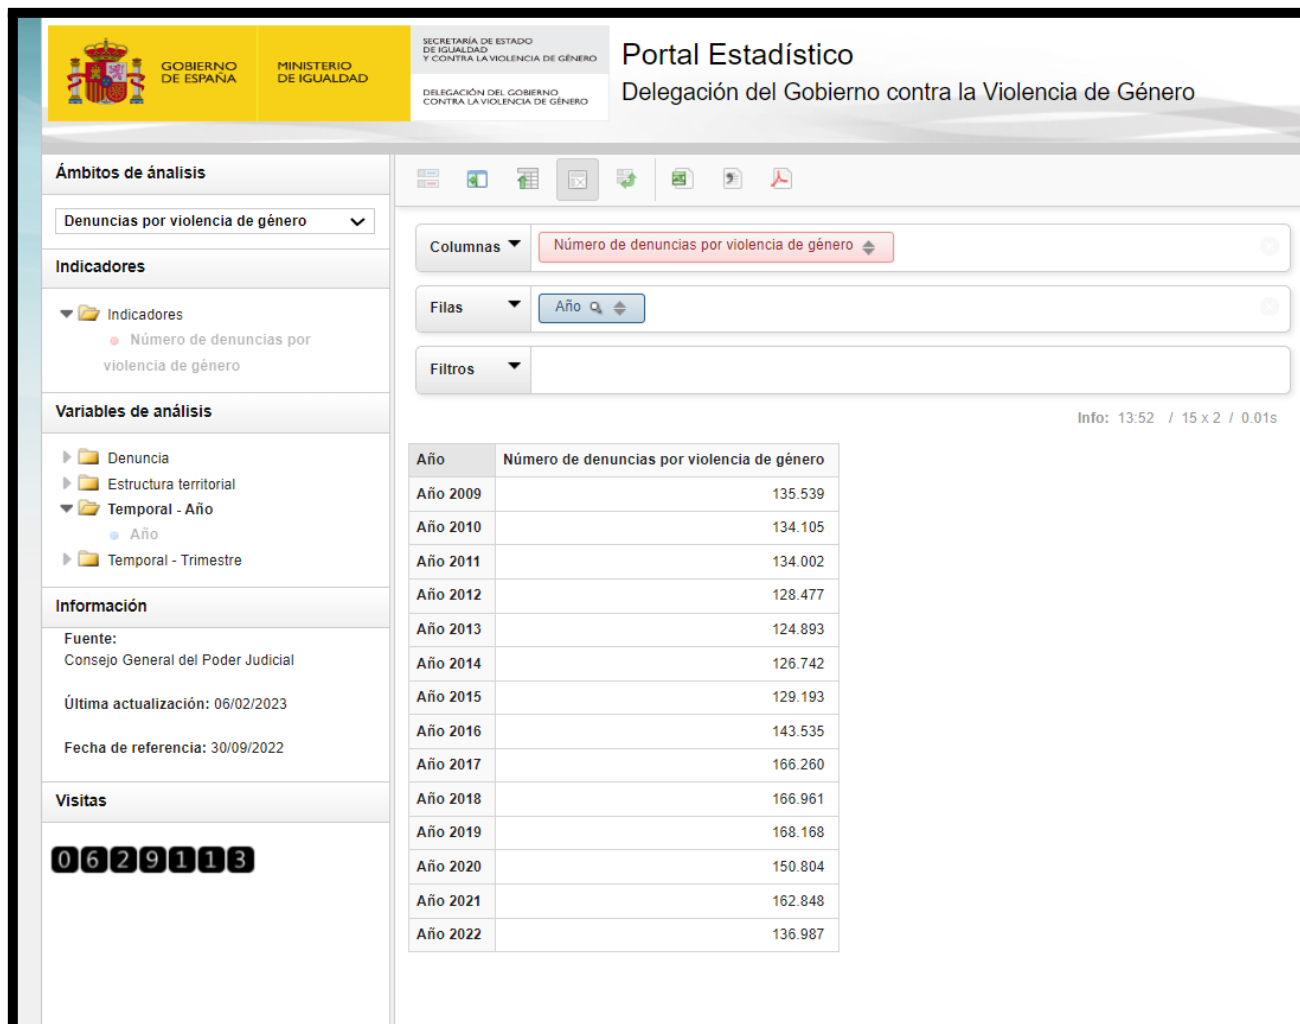 GOBIERNO
DE ESPAÑA
MINISTERIO
DE IGUALDAD
SECRETARÍA DE ESTADO
DE IGUALDAD
Y CONTRA LA VIOLENCIA DE GÉNERO
DELEGACIÓN DEL GOBIERNO
CONTRA LA VIOLENCIA DE GÉNERO
Portal Estadístico
Delegación del Gobierno contra la Violencia de Género
Ámbitos de ánalisis
Denuncias por violencia de género
Indicadores
Indicadores
Número de denuncias por
violencia de género
Variables de análisis
Denuncia
Estructura territorial
Temporal - Año
Año
Temporal - Trimestre
Información
Fuente:
Consejo General del Poder Judicial
Última actualización: 06/02/2023
Fecha de referencia: 30/09/2022
Visitas
0629113
Columnas Número de denuncias por violencia de género
Filas Año
Filtros
Info: 13:52 / 15 x 2 / 0.01s
Año Número de denuncias por violencia de género
Año 2009 135.539
Año 2010 134.105
Año 2011 134.002
Año 2012 128.477
Año 2013 124.893
Año 2014 126.742
Año 2015 129.193
Año 2016 143.535
Año 2017 166.260
Año 2018 166.961
Año 2019 168.168
Año 2020 150.804
Año 2021 162.848
Año 2022 136.987